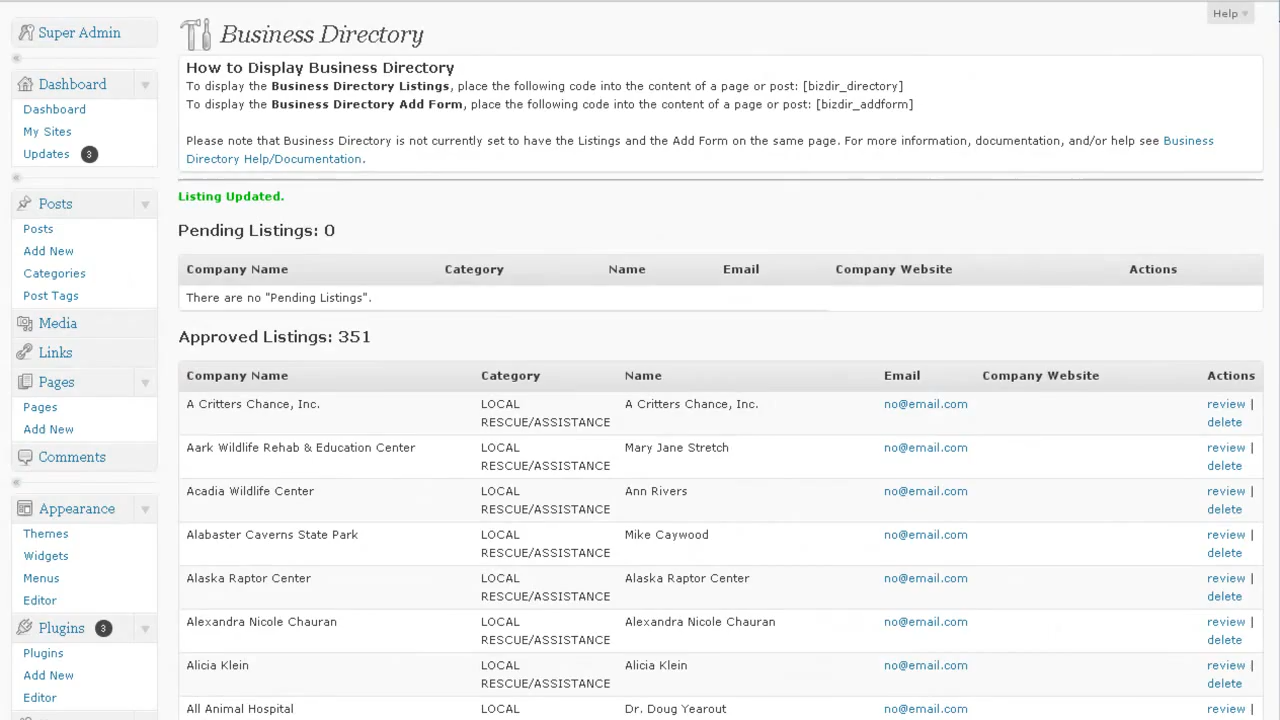 Help
Super Admin
Dashboard
Dashboard
My Sites
Updates 3
Posts
Posts
Add New
Categories
Post Tags
Media
Links
Pages
Pages
Add New
Comments
Appearance
Themes
Widgets
Menus
Editor
Plugins 3
Plugins
Add New
Editor
Business Directory
How to Display Business Directory
To display the Business Directory Listings, place the following code into the content of a page or post: [bizdir_directory]
To display the Business Directory Add Form, place the following code into the content of a page or post: [bizdir_addform]
Please note that Business Directory is not currently set to have the Listings and the Add Form on the same page. For more information, documentation, and/or help see Business
Directory Help/Documentation.
Listing Updated.
Pending Listings: 0
Company Name Category Name Email Company Website Actions
There are no "Pending Listings".
Approved Listings: 351
Company Name Category Name Email Company Website Actions
A Critters Chance, Inc. LOCAL A Critters Chance, Inc. no@email.com review |
RESCUE/ASSISTANCE delete
Aark Wildlife Rehab & Education Center LOCAL Mary Jane Stretch no@email.com review |
RESCUE/ASSISTANCE delete
Acadia Wildlife Center LOCAL Ann Rivers no@email.com review |
RESCUE/ASSISTANCE delete
Alabaster Caverns State Park LOCAL Mike Caywood no@email.com review |
RESCUE/ASSISTANCE delete
Alaska Raptor Center LOCAL Alaska Raptor Center no@email.com review |
RESCUE/ASSISTANCE delete
Alexandra Nicole Chauran LOCAL Alexandra Nicole Chauran no@email.com review |
RESCUE/ASSISTANCE delete
Alicia Klein LOCAL Alicia Klein no@email.com review |
RESCUE/ASSISTANCE delete
All Animal Hospital LOCAL Dr. Doug Yearout no@email.com review |